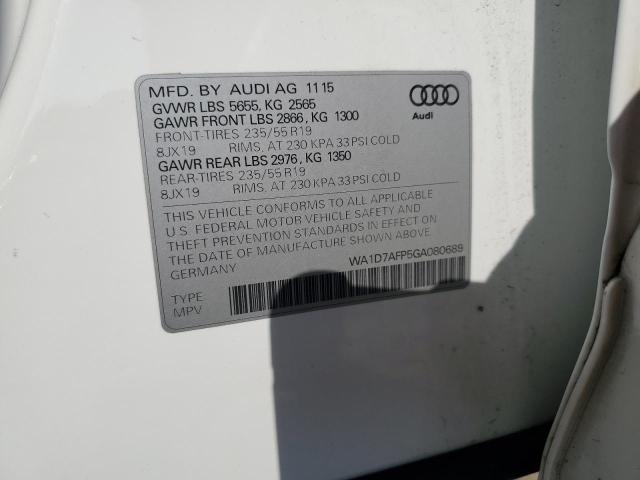 MFD. BY AUDI AG 11 15
GVWR LBS 5655, KG 2565
GAWR FRONT LBS 2866, KG 1300
FRONT-TIRES 235/55 R19
8JX19 RIMS, AT 230 KPA 33 PSI COLD
GAWR REAR LBS 2976, KG 1350
REAR-TIRES 235/55 R19
8JX19 RIMS, AT 230 KPA 33 PSI COLD
Audi
THIS VEHICLE CONFORMS TO ALL APPLICABLE
U.S. FEDERAL MOTOR VEHICLE SAFETY AND
THEFT PREVENTION STANDARDS IN EFFECT ON
THE DATE OF MANUFACTURE SHOWN ABOVE.
GERMANY WA1D7AFP5GA080689
TYPE
MPV